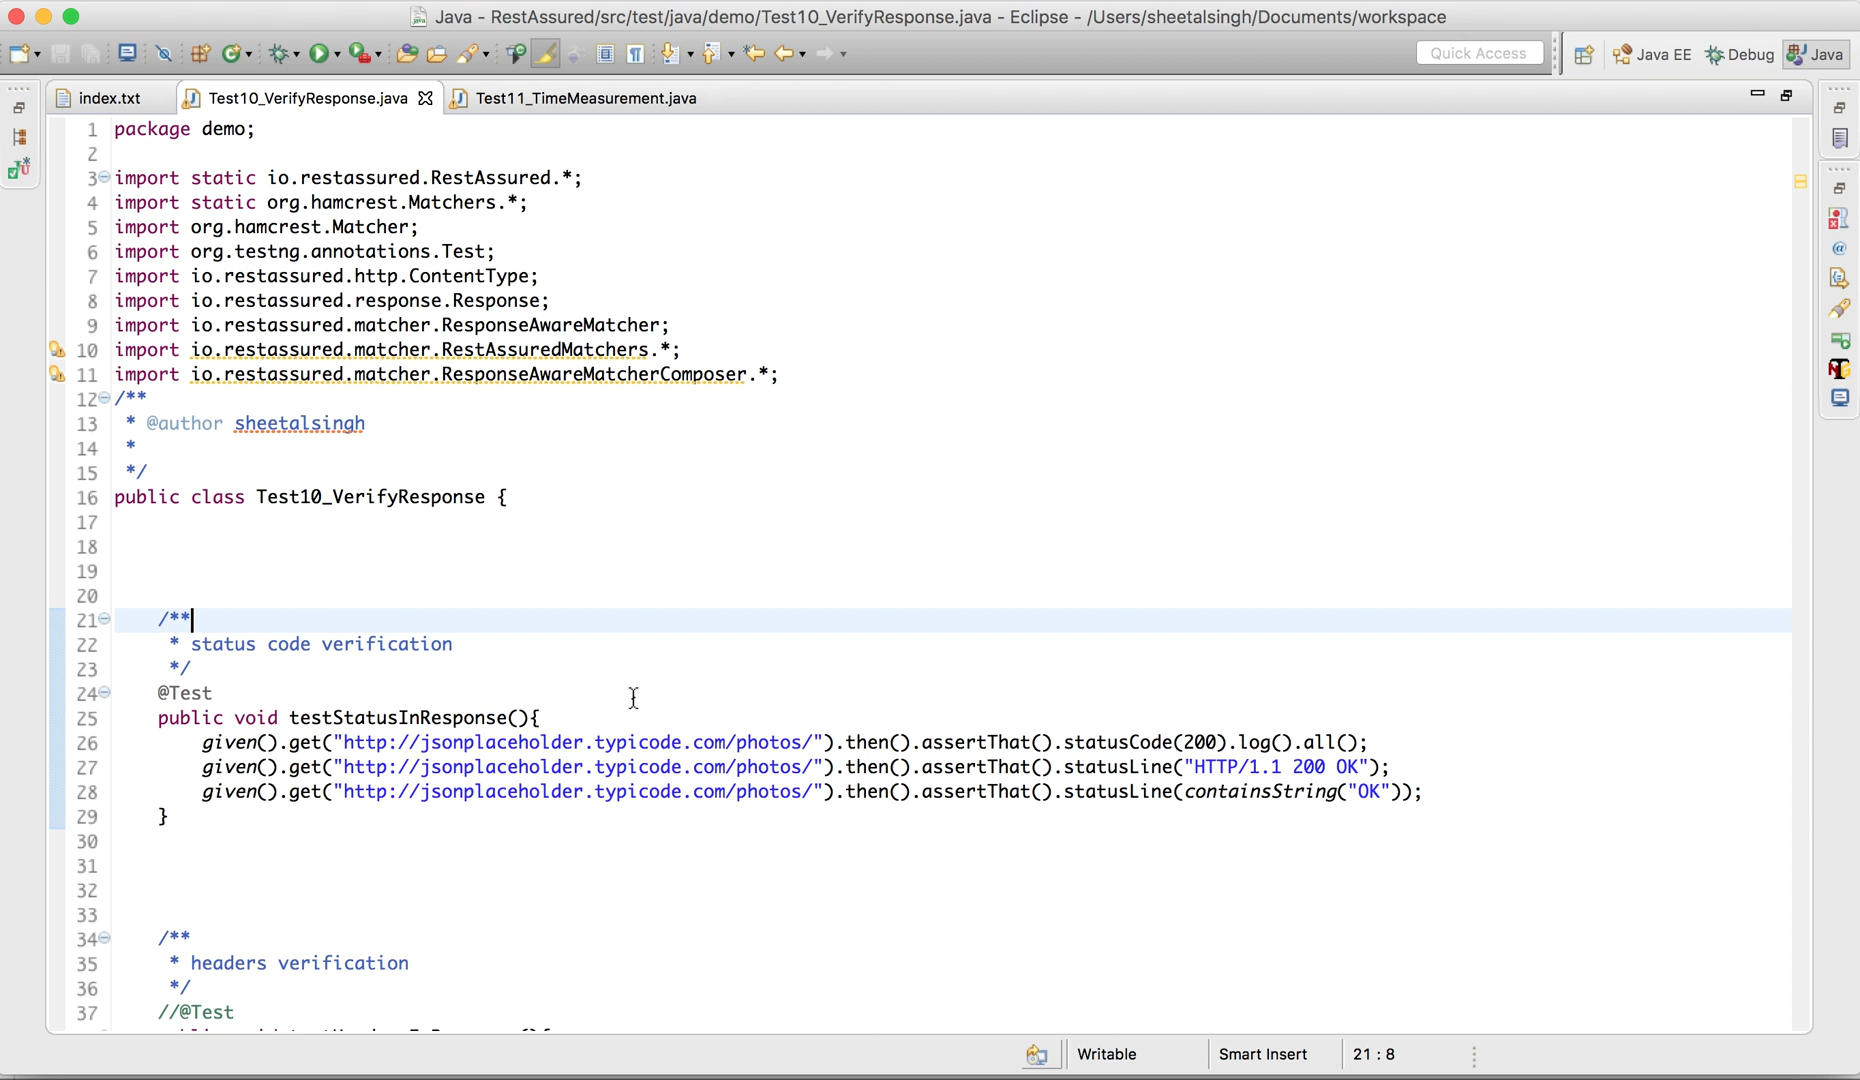 Java - RestAssured/src/test/java/demo/Test10_VerifyResponse.java - Eclipse - /Users/sheetalsingh/Documents/workspace
Quick Access
Java EE
Debug
Java
index.txt
Test10_VerifyResponse.java
Test11_TimeMeasurement.java
1 package demo;
2
3 import static io.restassured.RestAssured.*;
4 import static org.hamcrest.Matchers.*;
5 import org.hamcrest.Matcher;
6 import org.testng.annotations.Test;
7 import io.restassured.http.ContentType;
8 import io.restassured.response.Response;
9 import io.restassured.matcher.ResponseAwareMatcher;
10 import io.restassured.matcher.RestAssuredMatchers.*;
11 import io.restassured.matcher.ResponseAwareMatcherComposer.*;
12 /**
13 * @author sheetalsingh
14 *
15 */
16 public class Test10_VerifyResponse {
17
18
19
20
21 /**
22 * status code verification
23 */
24 @Test
25 public void testStatusInResponse(){
26 given().get("http://jsonplaceholder.typicode.com/photos/").then().assertThat().statusCode(200).log().all();
27 given().get("http://jsonplaceholder.typicode.com/photos/").then().assertThat().statusLine("HTTP/1.1 200 OK");
28 given().get("http://jsonplaceholder.typicode.com/photos/").then().assertThat().statusLine(containsString("OK"));
29 }
30
31
32
33
34 /**
35 * headers verification
36 */
37 //@Test
Writable
Smart Insert
21 : 8